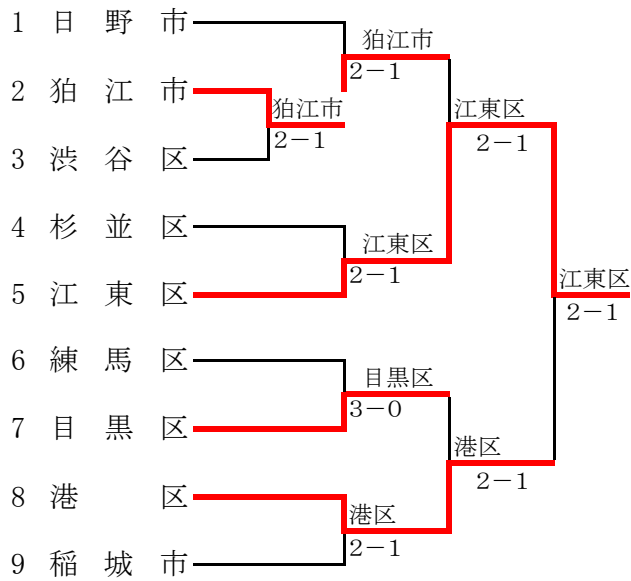 1 日 野 市
狛江市
2－1
2 狛 江 市
狛江市
2－1
江東区
2－1
3 渋 谷 区
4 杉 並 区
江東区
2－1
5 江 東 区
江東区
2－1
6 練 馬 区
目黒区
3－0
7 目 黒 区
港区
2－1
8 港 区
港区
2－1
9 稲 城 市